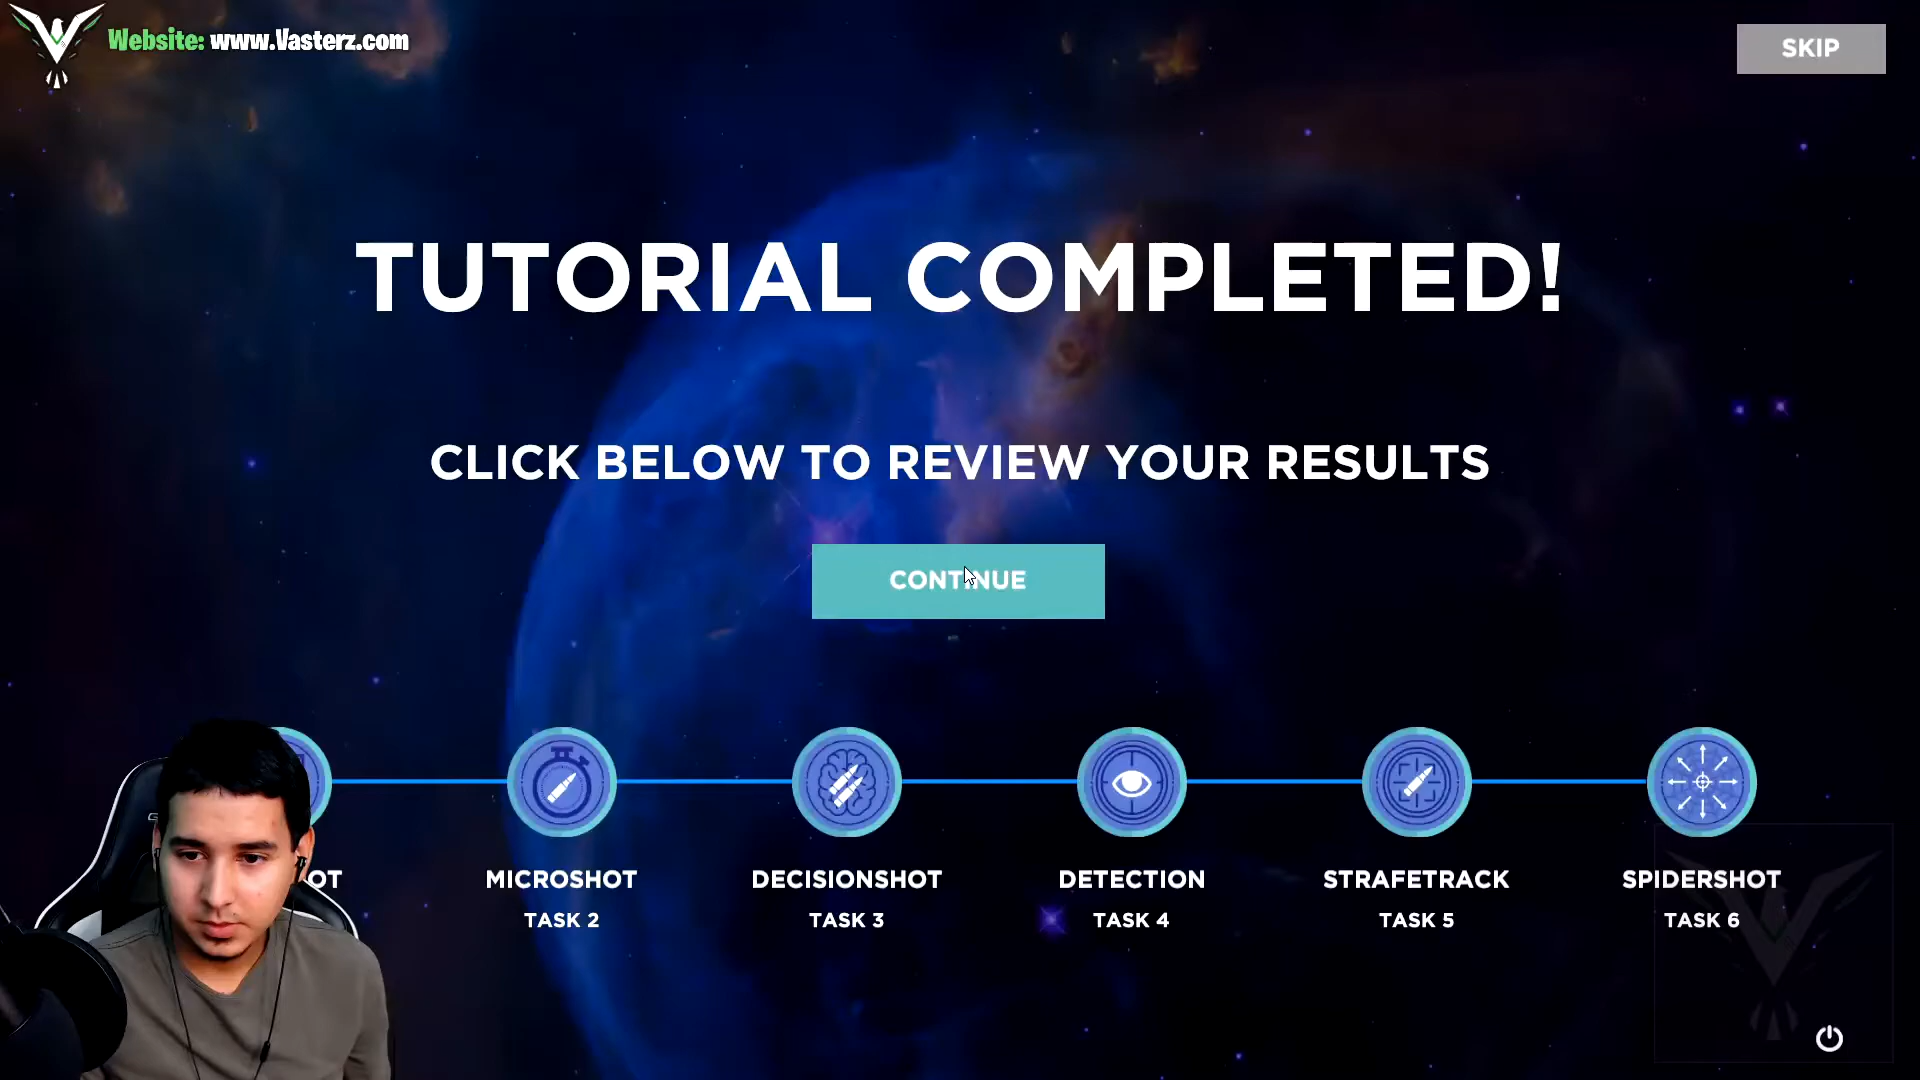 Website: www.Vasterz.com
SKIP
TUTORIAL COMPLETED!
CLICK BELOW TO REVIEW YOUR RESULTS
CONTINUE
MICROSHOT
DECISIONSHOT
DETECTION
STRAFETRACK
SPIDERSHOT
TASK 2
TASK 3
TASK 4
TASK 5
TASK 6